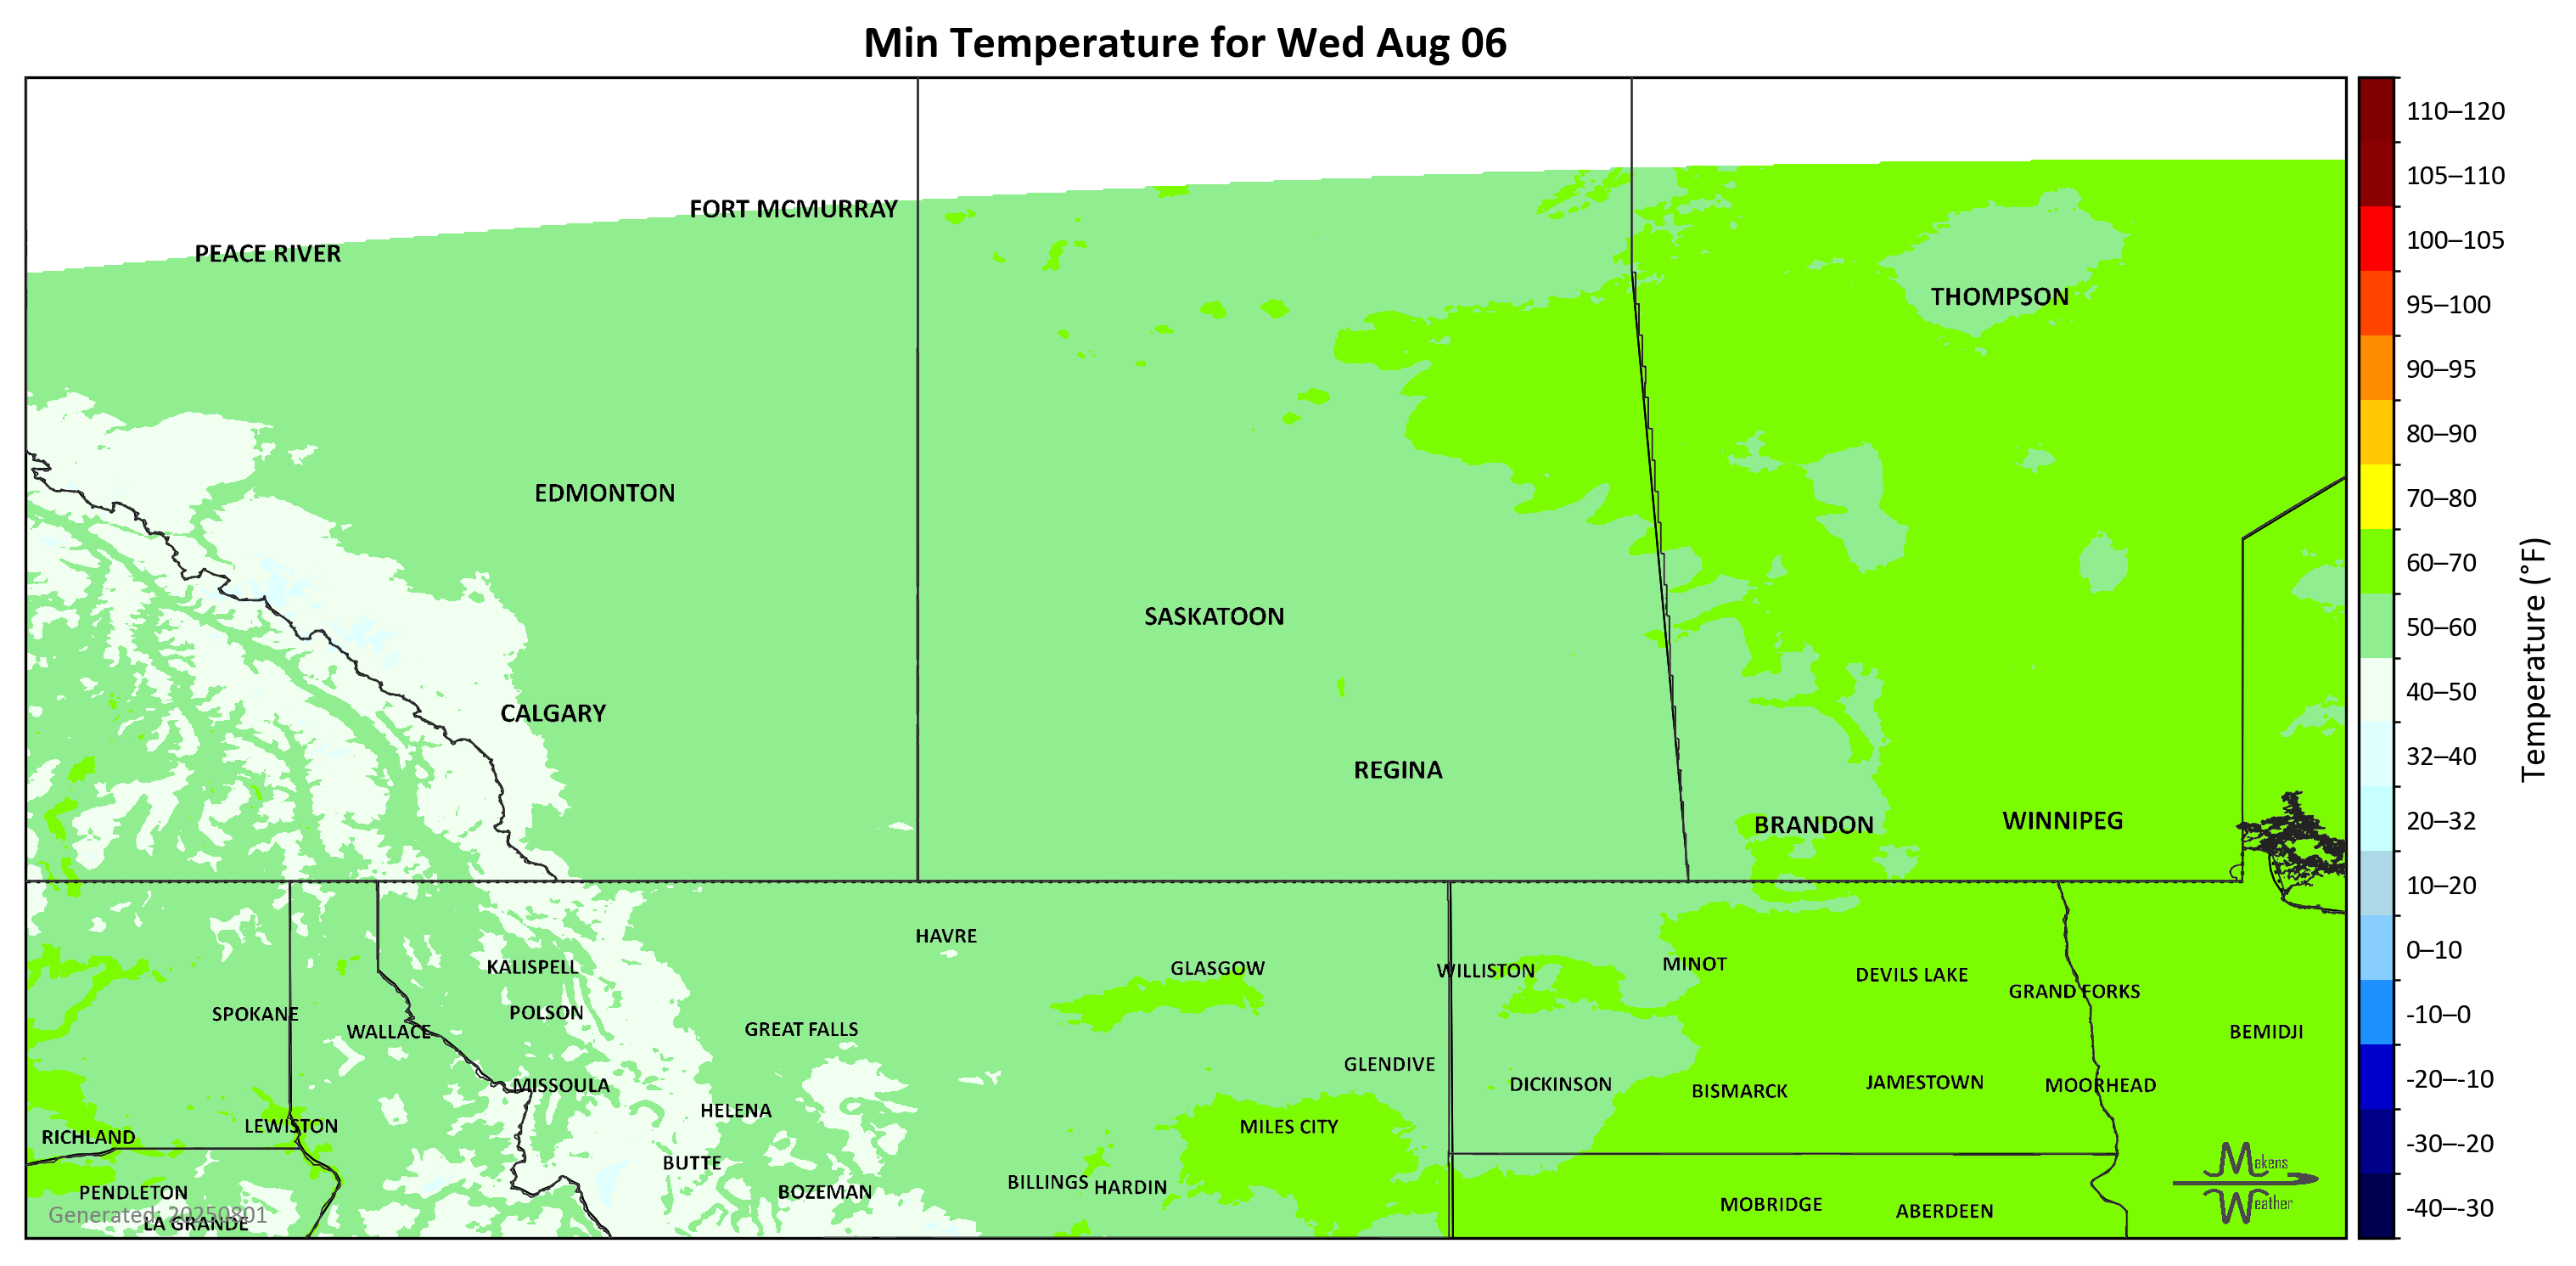 Min Temperature for Wed Aug 06
FORT MCMURRAY
PEACE RIVER
THOMPSON
EDMONTON
SASKATOON
CALGARY
REGINA
BRANDON
WINNIPEG
HAVRE
KALISPELL
GLASGOW
WILLISTON
MINOT
DEVILS LAKE
GRAND FORKS
SPOKANE
POLSON
WALLACE
GREAT FALLS
BEMIDJI
GLENDIVE
MISSOULA
DICKINSON
BISMARCK
JAMESTOWN
MOORHEAD
HELENA
LEWISTON
MILES CITY
RICHLAND
BUTTE
BILLINGS
HARDIN
PENDLETON
BOZEMAN
MOBRIDGE
ABERDEEN
Generated: 20250801
LA GRANDE
Makens
Weather
110–120
105–110
100–105
95–100
90–95
80–90
70–80
60–70
50–60
40–50
32–40
20–32
10–20
0–10
-10–0
-20–-10
-30–-20
-40–-30
Temperature (°F)